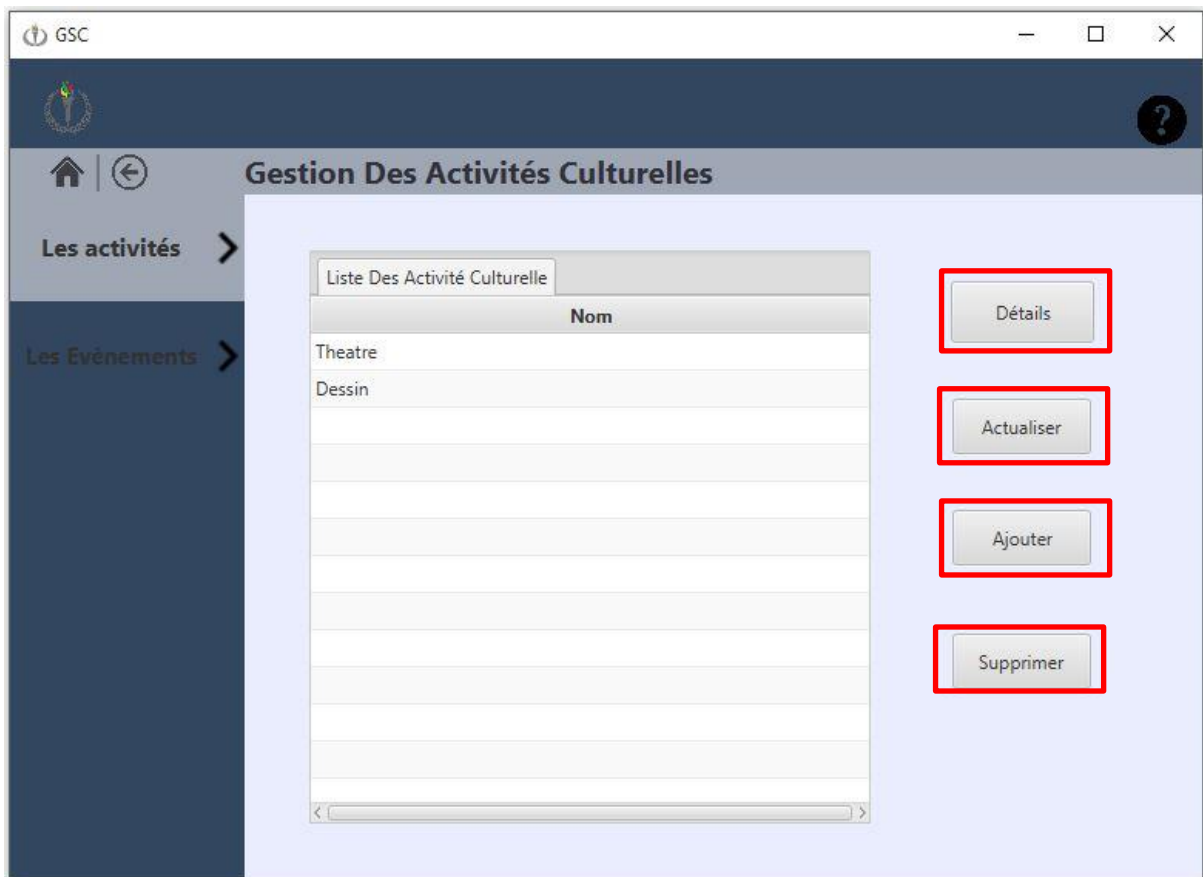 GSC
?
Gestion Des Activités Culturelles
Les activités
Les Evénements
Liste Des Activité Culturelle
Nom
Theatre
Dessin
Détails
Actualiser
Ajouter
Supprimer